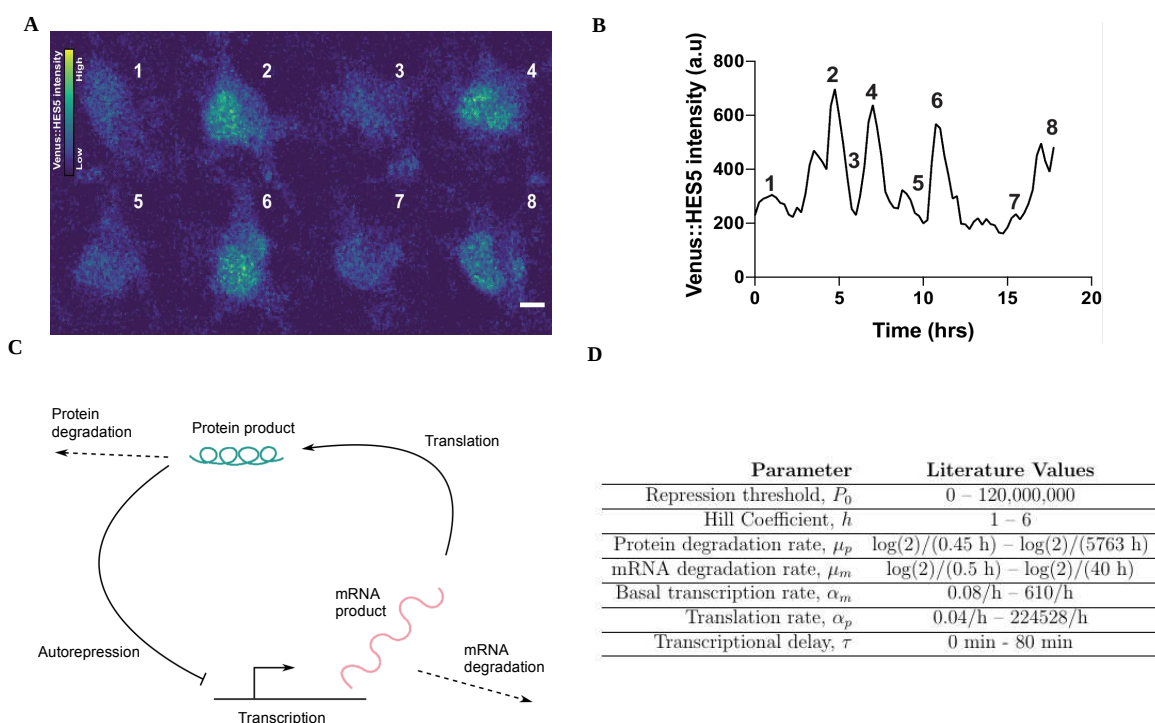 A
Venus::HES5 intensity
High
Low
1
2
3
4
5
6
7
8
B
Venus::HES5 intensity (a.u)
800
600
400
200
0
1
2
3
4
5
6
7
8
0
5
10
15
20
Time (hrs)
C
Protein
degradation
Protein product
Translation
mRNA
product
Autorepression
mRNA
degradation
Transcription
D
Parameter Literature Values
Repression threshold, P₀ 0 – 120,000,000
Hill Coefficient, h 1 – 6
Protein degradation rate, μₚ log(2)/(0.45 h) – log(2)/(5763 h)
mRNA degradation rate, μₘ log(2)/(0.5 h) – log(2)/(40 h)
Basal transcription rate, αₘ 0.08/h – 610/h
Translation rate, αₚ 0.04/h – 224528/h
Transcriptional delay, τ 0 min - 80 min